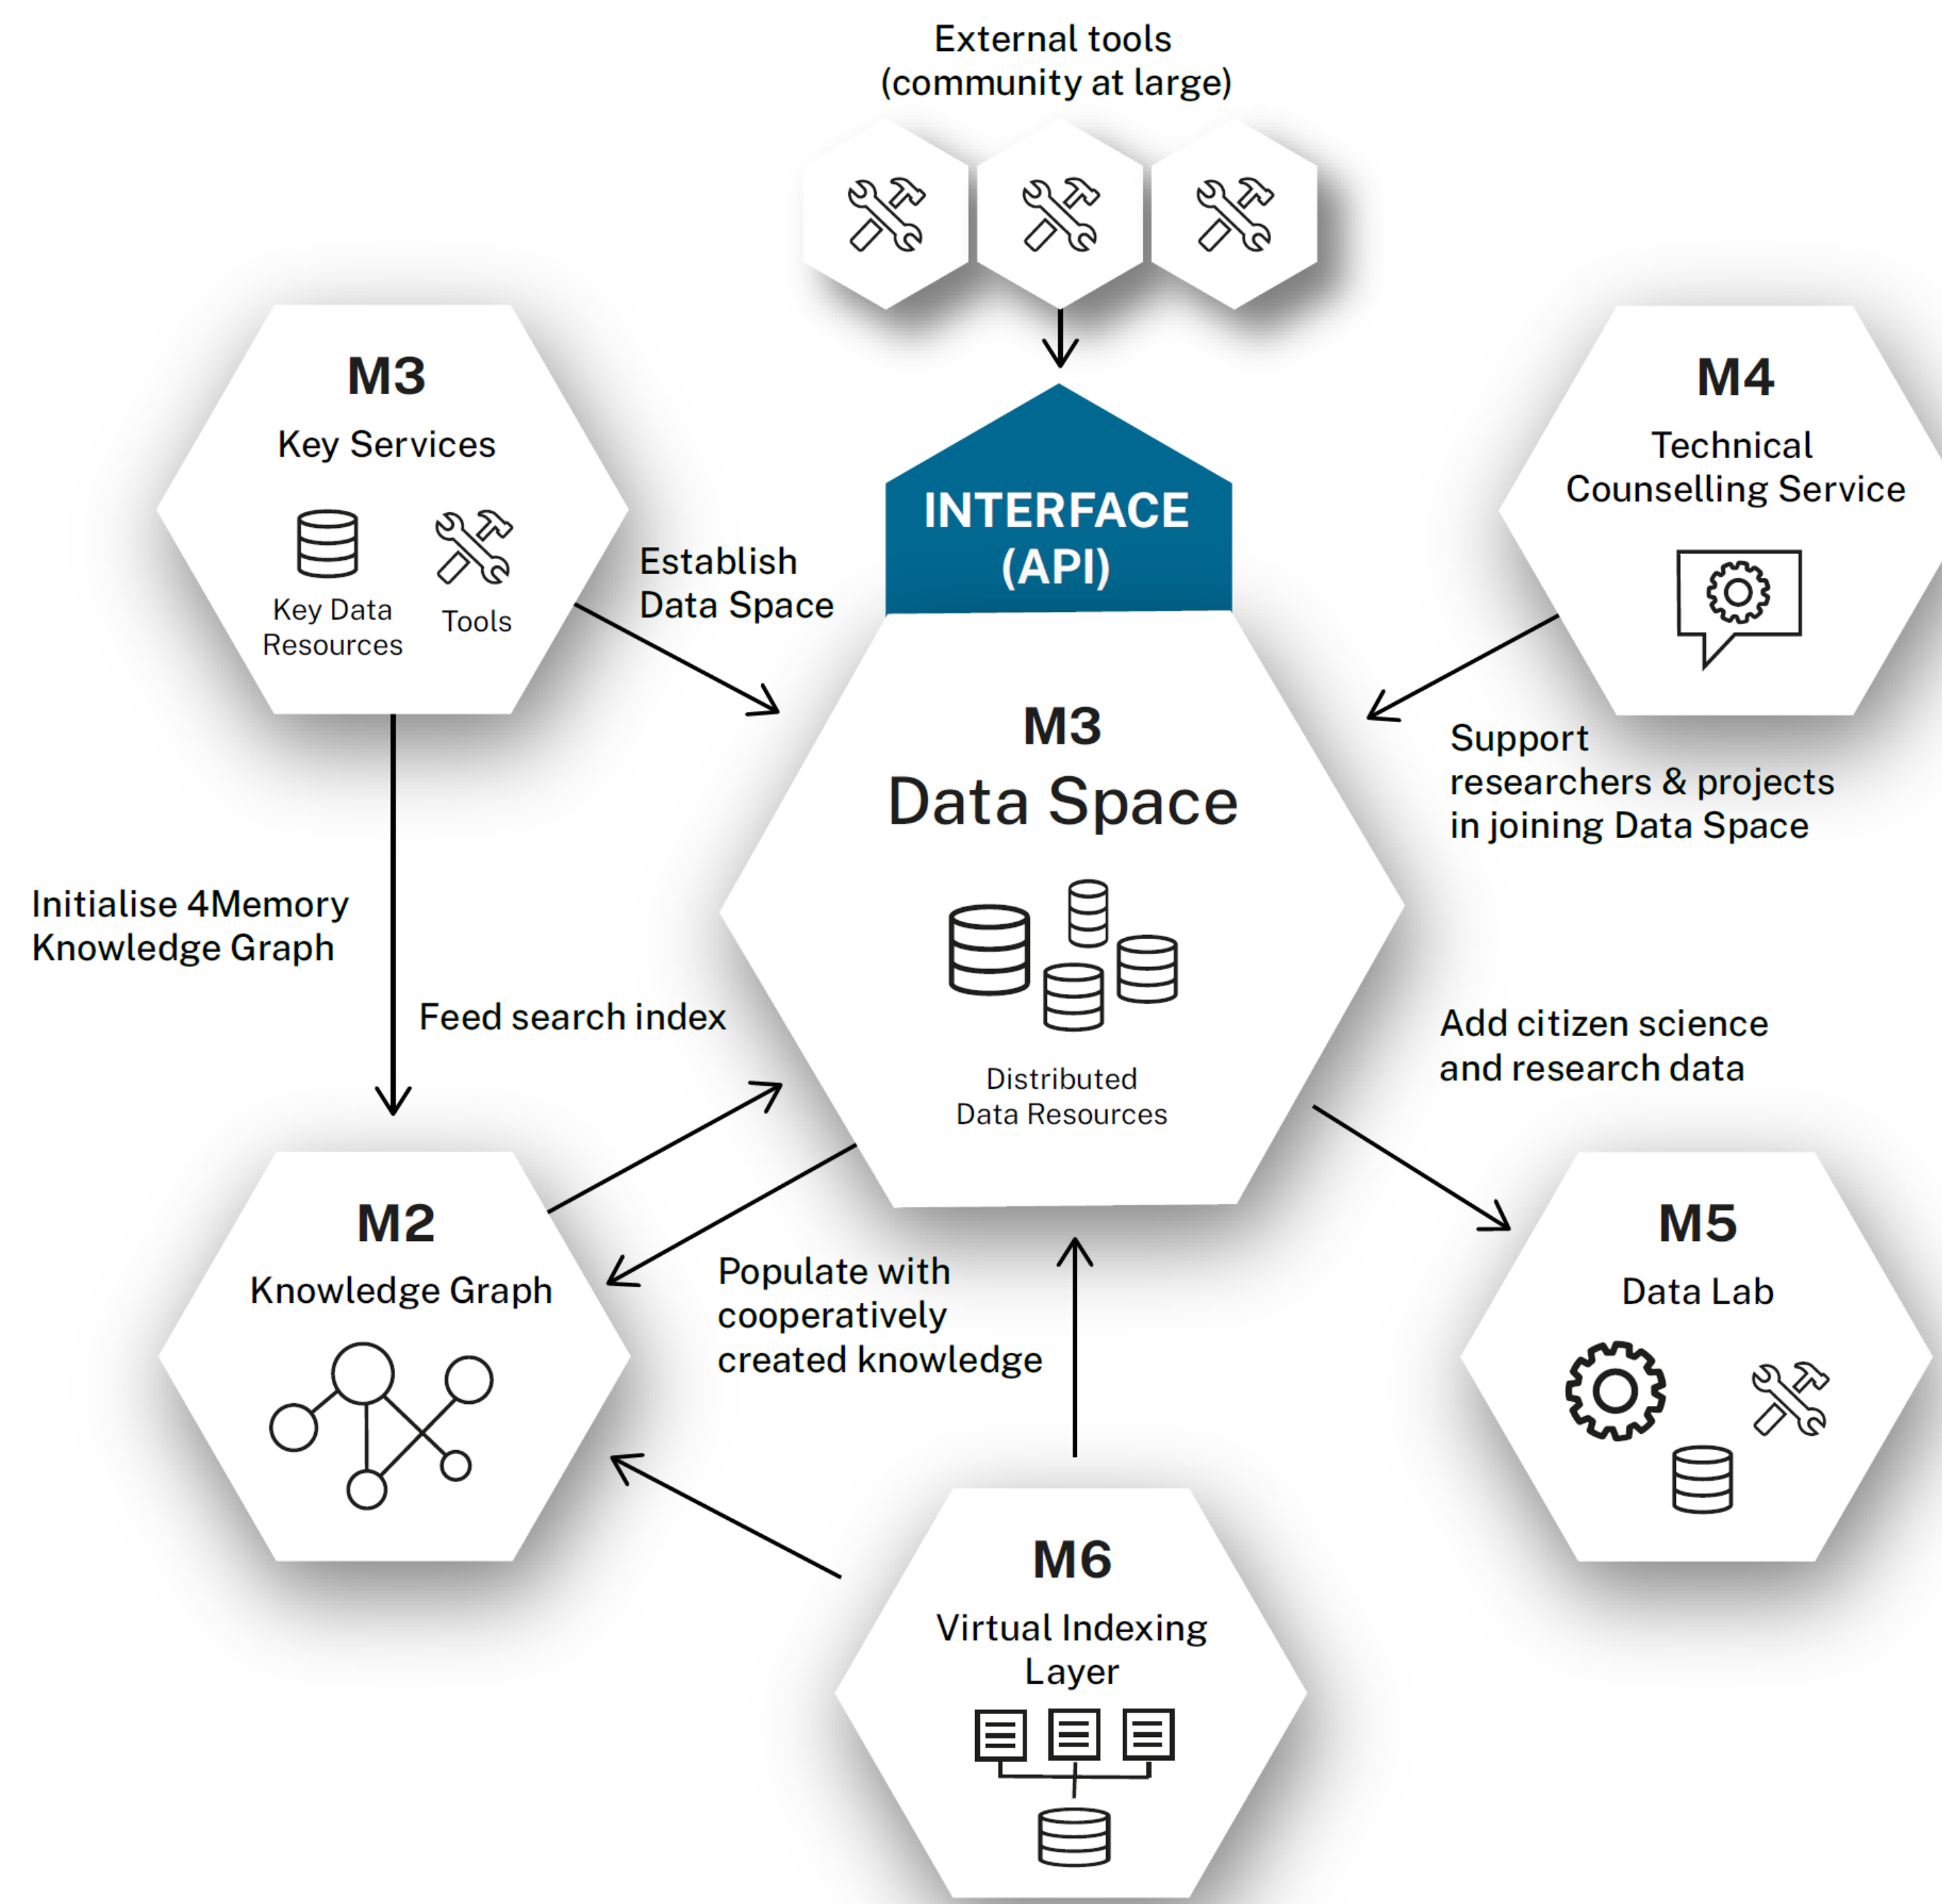 External tools
(community at large)
M3
Key Services
Key Data
Resources
Tools
Establish
Data Space
INTERFACE
(API)
M4
Technical
Counselling Service
Support
researchers & projects
in joining Data Space
M3
Data Space
Distributed
Data Resources
Initialise 4Memory
Knowledge Graph
Feed search index
Add citizen science
and research data
M2
Knowledge Graph
Populate with
cooperatively
created knowledge
M5
Data Lab
M6
Virtual Indexing
Layer